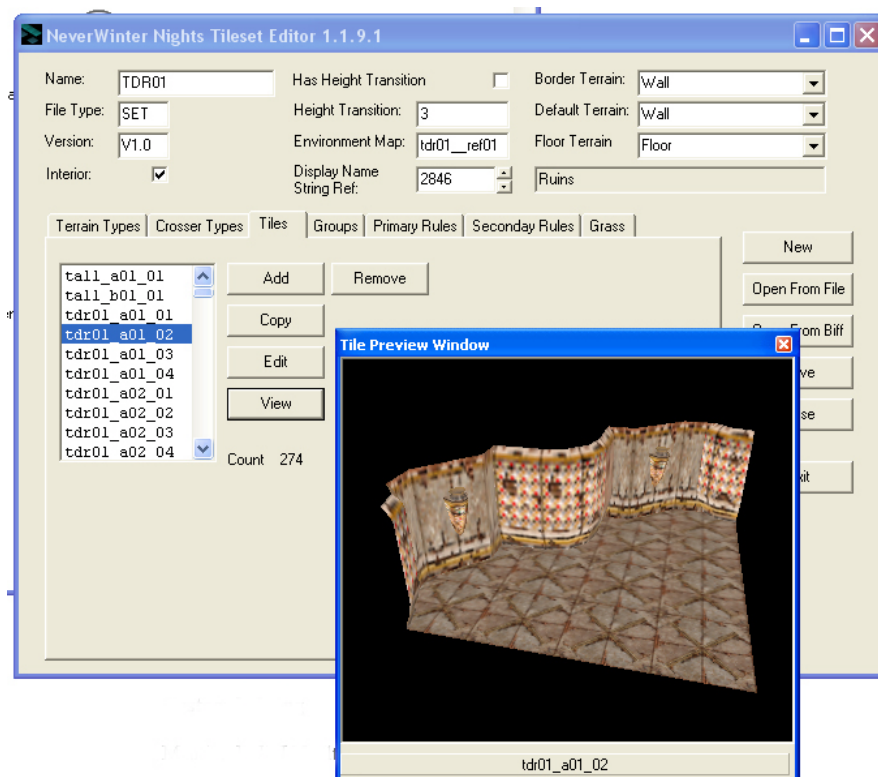 NeverWinter Nights Tileset Editor 1.1.9.1
Name: TDR01 Has Height Transition Border Terrain: Wall
File Type: SET Height Transition: 3 Default Terrain: Wall
Version: V1.0 Environment Map: tdr01__ref01 Floor Terrain Floor
Interior: Display Name String Ref: 2846 Ruins
Terrain Types Crosser Types Tiles Groups Primary Rules Seconday Rules Grass
tall_a01_01
tall_b01_01
tdr01_a01_01
tdr01_a01_02
tdr01_a01_03
tdr01_a01_04
tdr01_a02_01
tdr01_a02_02
tdr01_a02_03
tdr01_a02_04
Add Remove
Copy
Edit
View
Count 274
New
Open From File
From Biff
Tile Preview Window
tdr01_a01_02